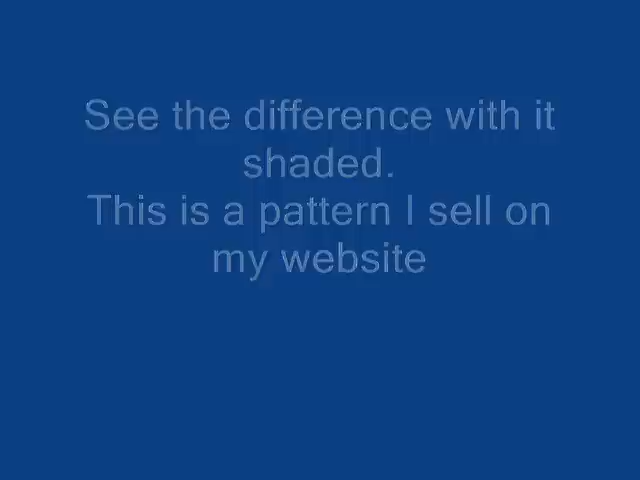 See the difference with it
shaded.
This is a pattern I sell on
my website